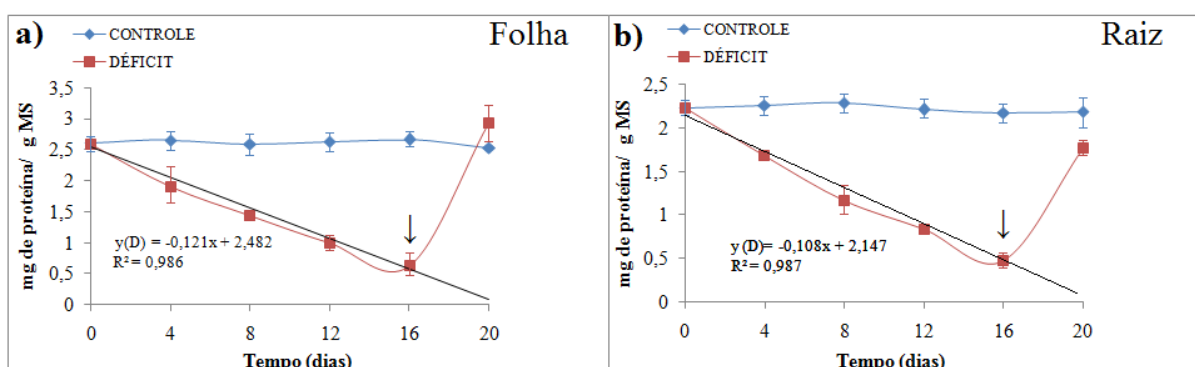 a) Folha
CONTROLE
DÉFICIT
mg de proteína/ g MS
3,5
3
2,5
2
1,5
1
0,5
0
y(D) = -0,121x + 2,482
R² = 0,986
0 4 8 12 16 20
Tempo (dias)
b) Raiz
CONTROLE
DÉFICIT
mg de proteína/ g MS
2,5
2
1,5
1
0,5
0
y (D)= -0,108x + 2,147
R² = 0,987
0 4 8 12 16 20
Tempo (dias)